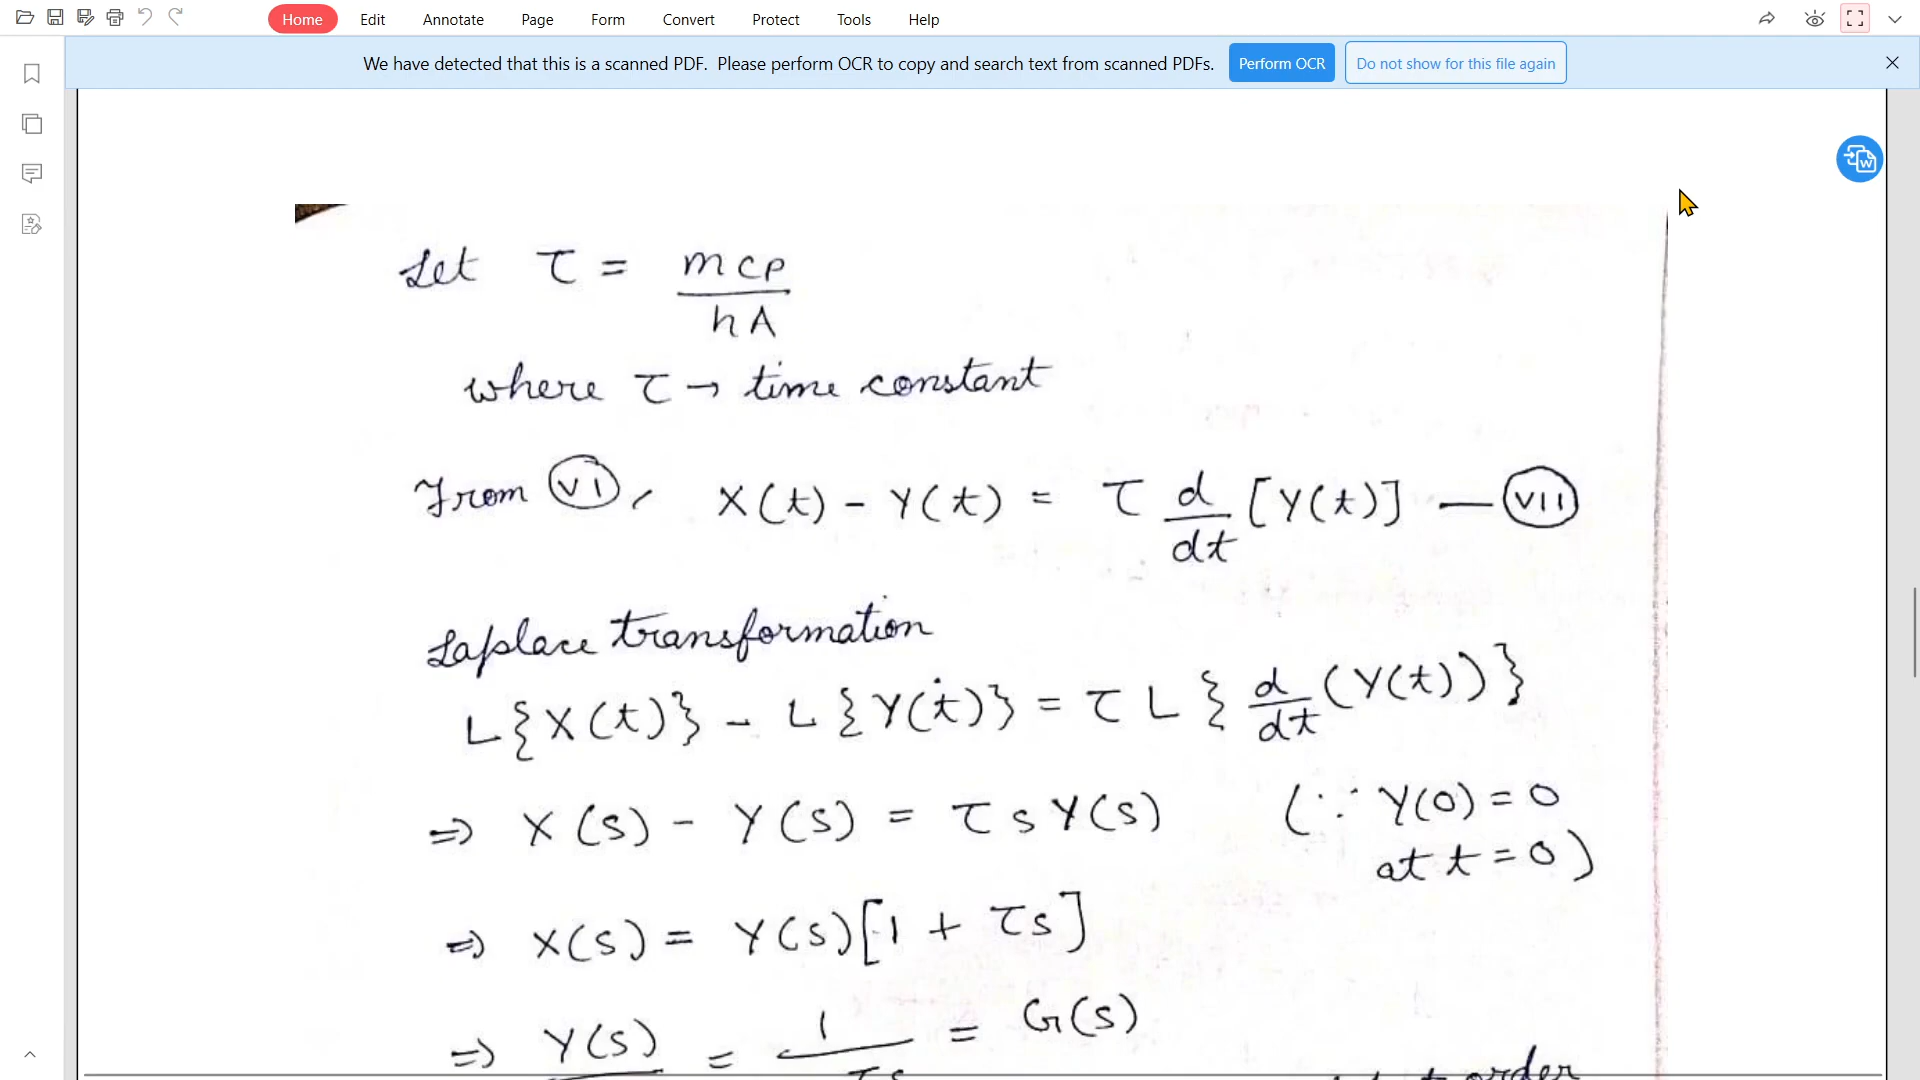 Home Edit Annotate Page Form Convert Protect Tools Help
We have detected that this is a scanned PDF. Please perform OCR to copy and search text from scanned PDFs. Perform OCR Do not show for this file again
Let τ = mcp / hA
where τ → time constant
From (VI), X(t) - Y(t) = τ d/dt [Y(t)] — (VII)
Laplace transformation
L{X(t)} - L{Y(t)} = τ L{d/dt (Y(t))}
⇒ X(s) - Y(s) = τ s Y(s) (∵ Y(0) = 0
at t = 0)
⇒ X(s) = Y(s)[1 + τs]
⇒ Y(s) = 1 = G(s)
order